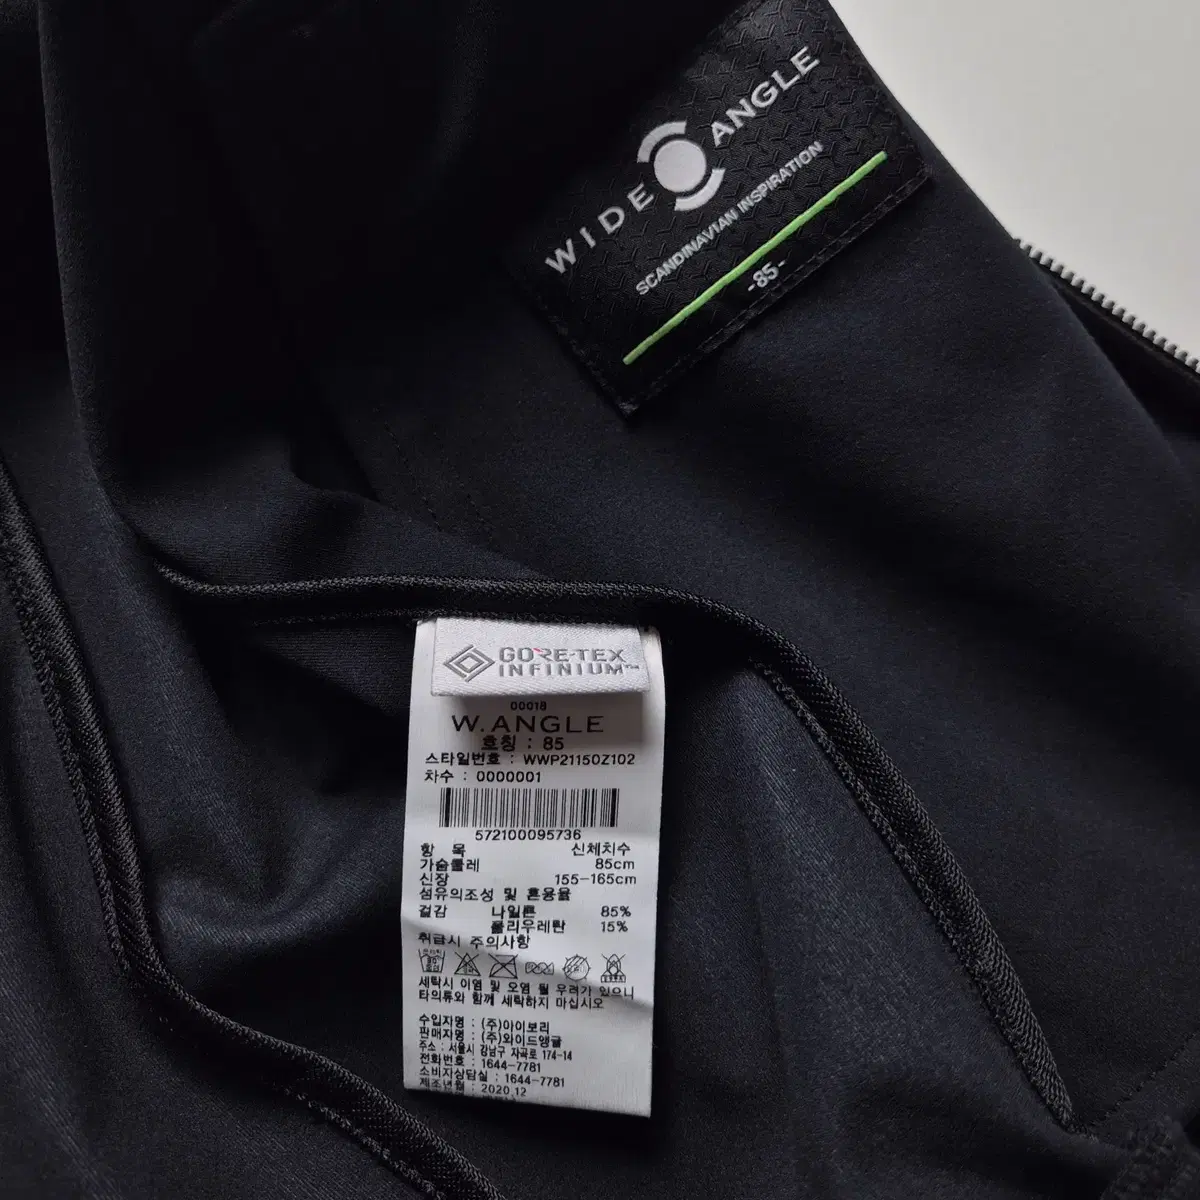 WIDE ANGLE
SCANDINAVIAN INSPIRATION
-85-
GORE-TEX
INFINIUM™
00018
W.ANGLE
호칭 : 85
스타일번호 : WWP21150Z102
차수 : 0000001
572100095736
항 목 신체치수
가슴둘레 85cm
신장 155-165cm
섬유의조성 및 혼용율
겉감 나일론 85%
폴리우레탄 15%
취급시 주의사항
세탁시 이염 및 오염 될 우려가 있으니
타의류와 함께 세탁하지 마십시오
수입자명 : (주)아이보리
판매자명 : (주)와이드앵글
주소 : 서울시 강남구 자곡로 174-14
전화번호 : 1644-7781
소비자상담실 : 1644-7781
제조년월 : 2020.12